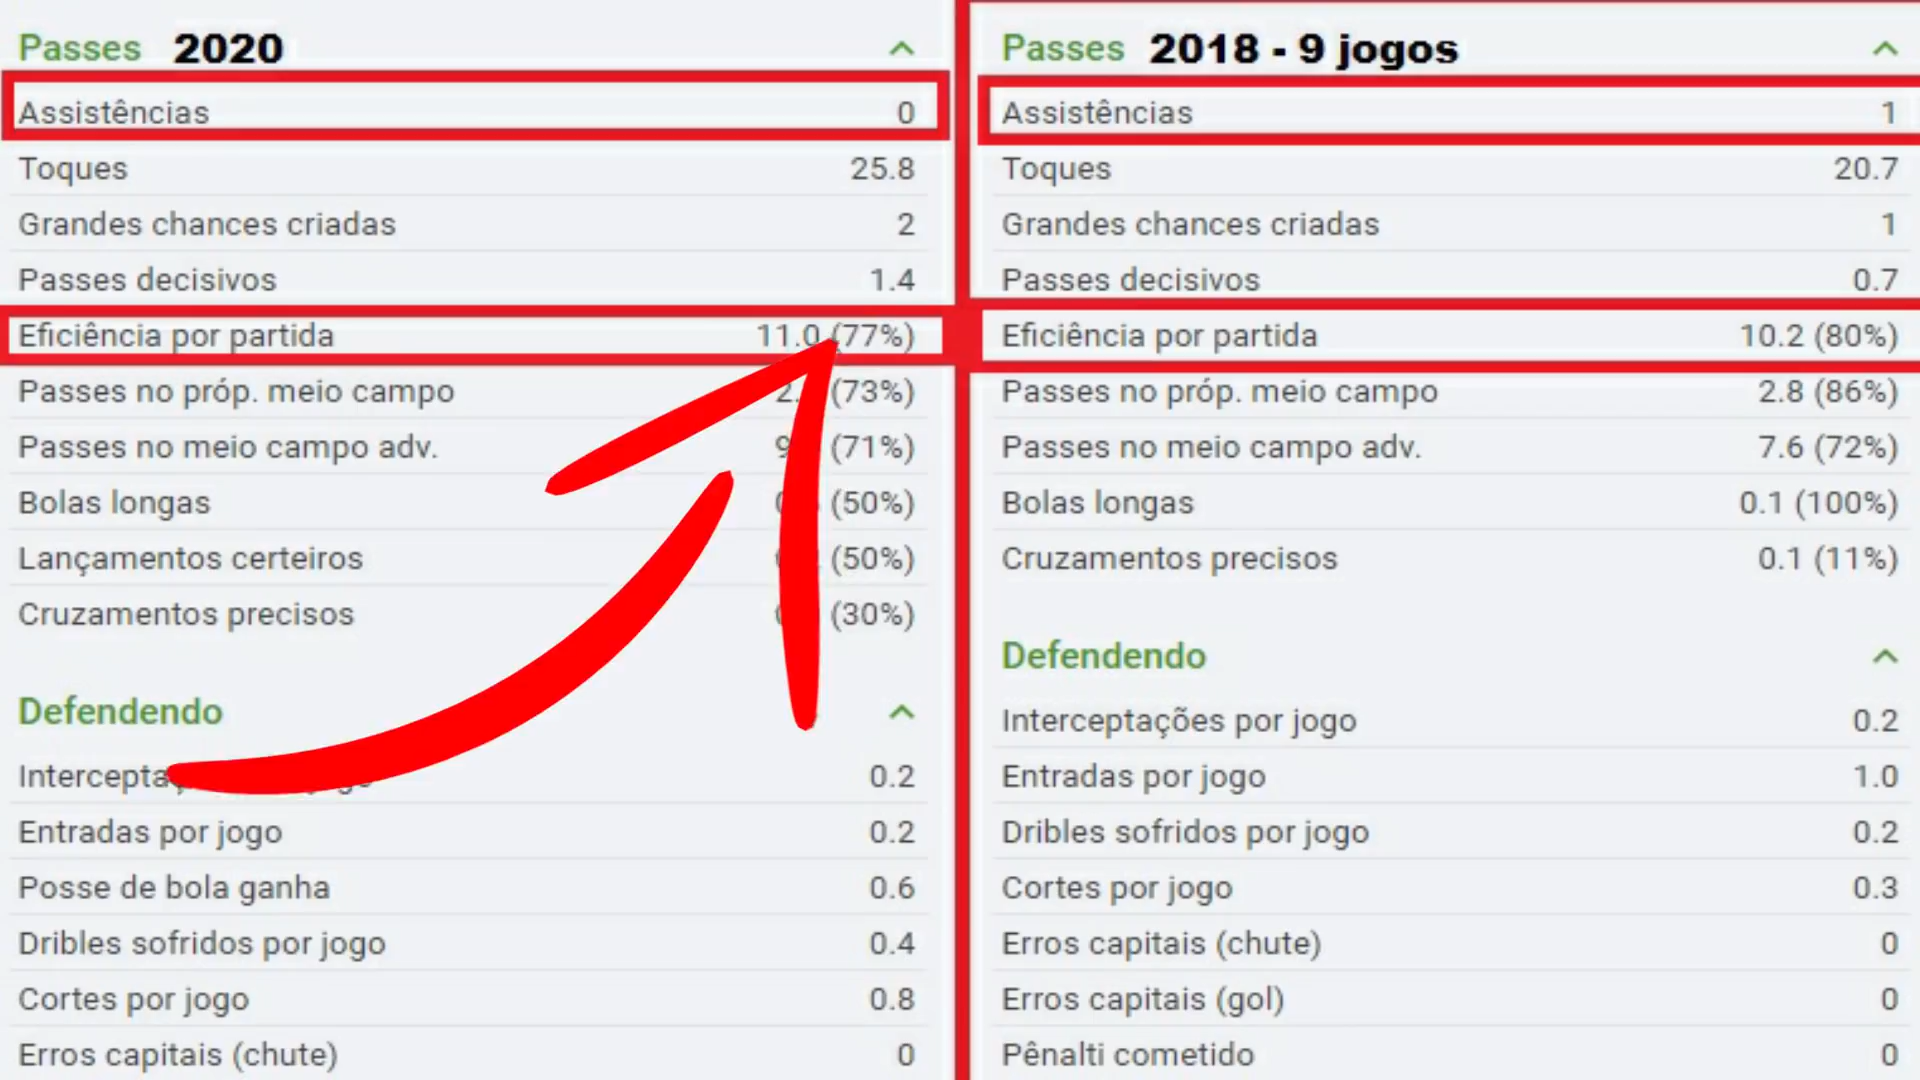 Passes 2020
Assistências 0
Toques 25.8
Grandes chances criadas 2
Passes decisivos 1.4
Eficiência por partida 11.0 (77%)
Passes no próp. meio campo 2. (73%)
Passes no meio campo adv. 9 (71%)
Bolas longas (50%)
Lançamentos certeiros (50%)
Cruzamentos precisos (30%)
Defendendo
0.2
Entradas por jogo 0.2
Posse de bola ganha 0.6
Dribles sofridos por jogo 0.4
Cortes por jogo 0.8
Erros capitais (chute) 0
Passes 2018 - 9 jogos
Assistências 1
Toques 20.7
Grandes chances criadas 1
Passes decisivos 0.7
Eficiência por partida 10.2 (80%)
Passes no próp. meio campo 2.8 (86%)
Passes no meio campo adv. 7.6 (72%)
Bolas longas 0.1 (100%)
Cruzamentos precisos 0.1 (11%)
Defendendo
Interceptações por jogo 0.2
Entradas por jogo 1.0
Dribles sofridos por jogo 0.2
Cortes por jogo 0.3
Erros capitais (chute) 0
Erros capitais (gol) 0
Pênalti cometido 0